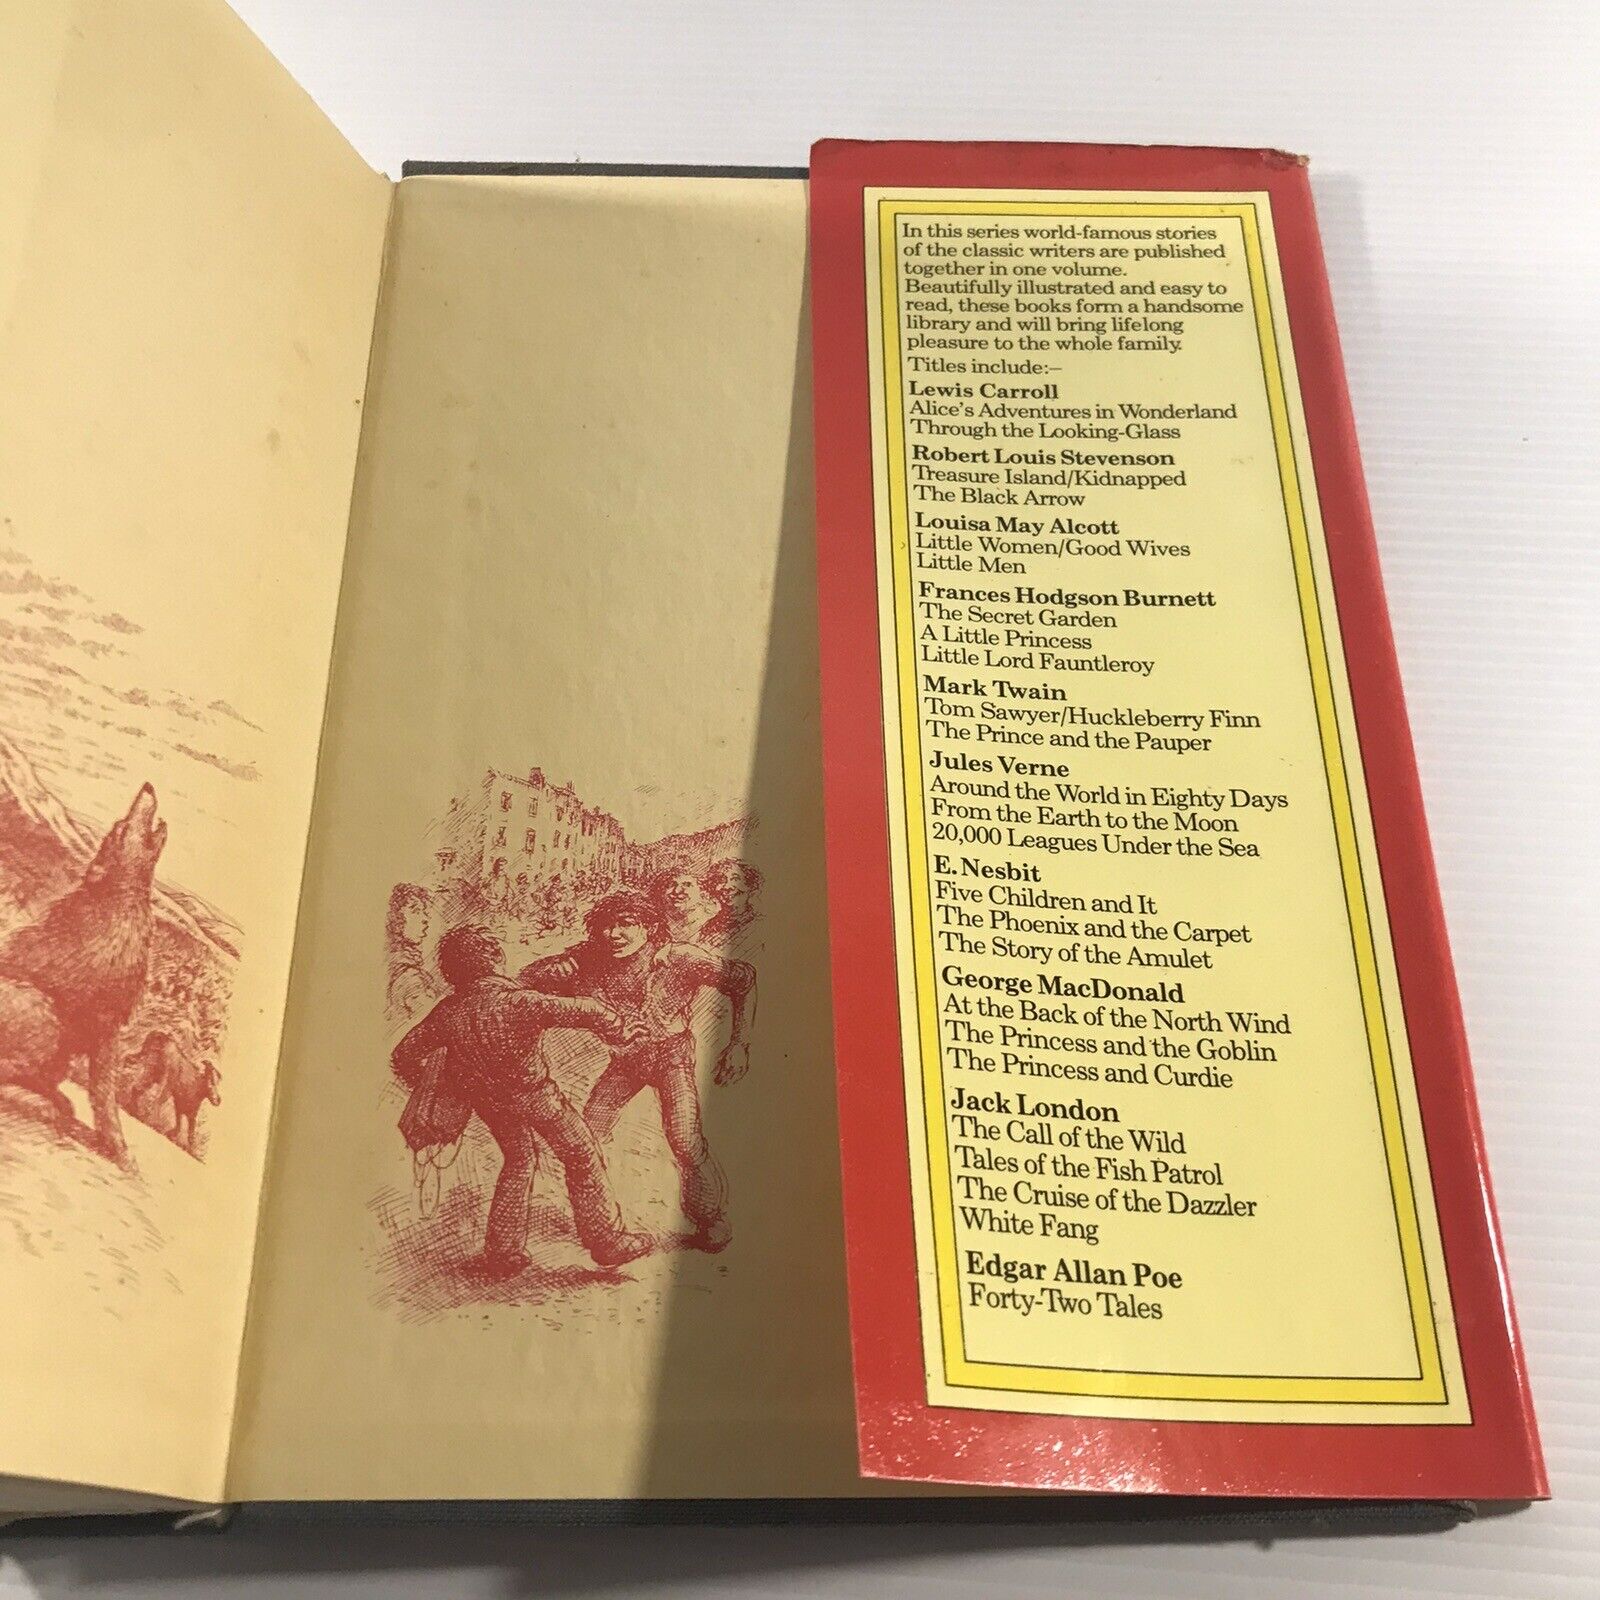 In this series world-famous stories
of the classic writers are published
together in one volume.
Beautifully illustrated and easy to
read, these books form a handsome
library and will bring lifelong
pleasure to the whole family.
Titles include:–
Lewis Carroll
Alice's Adventures in Wonderland
Through the Looking-Glass
Robert Louis Stevenson
Treasure Island/Kidnapped
The Black Arrow
Louisa May Alcott
Little Women/Good Wives
Little Men
Frances Hodgson Burnett
The Secret Garden
A Little Princess
Little Lord Fauntleroy
Mark Twain
Tom Sawyer/Huckleberry Finn
The Prince and the Pauper
Jules Verne
Around the World in Eighty Days
From the Earth to the Moon
20,000 Leagues Under the Sea
E. Nesbit
Five Children and It
The Phoenix and the Carpet
The Story of the Amulet
George MacDonald
At the Back of the North Wind
The Princess and the Goblin
The Princess and Curdie
Jack London
The Call of the Wild
Tales of the Fish Patrol
The Cruise of the Dazzler
White Fang
Edgar Allan Poe
Forty-Two Tales